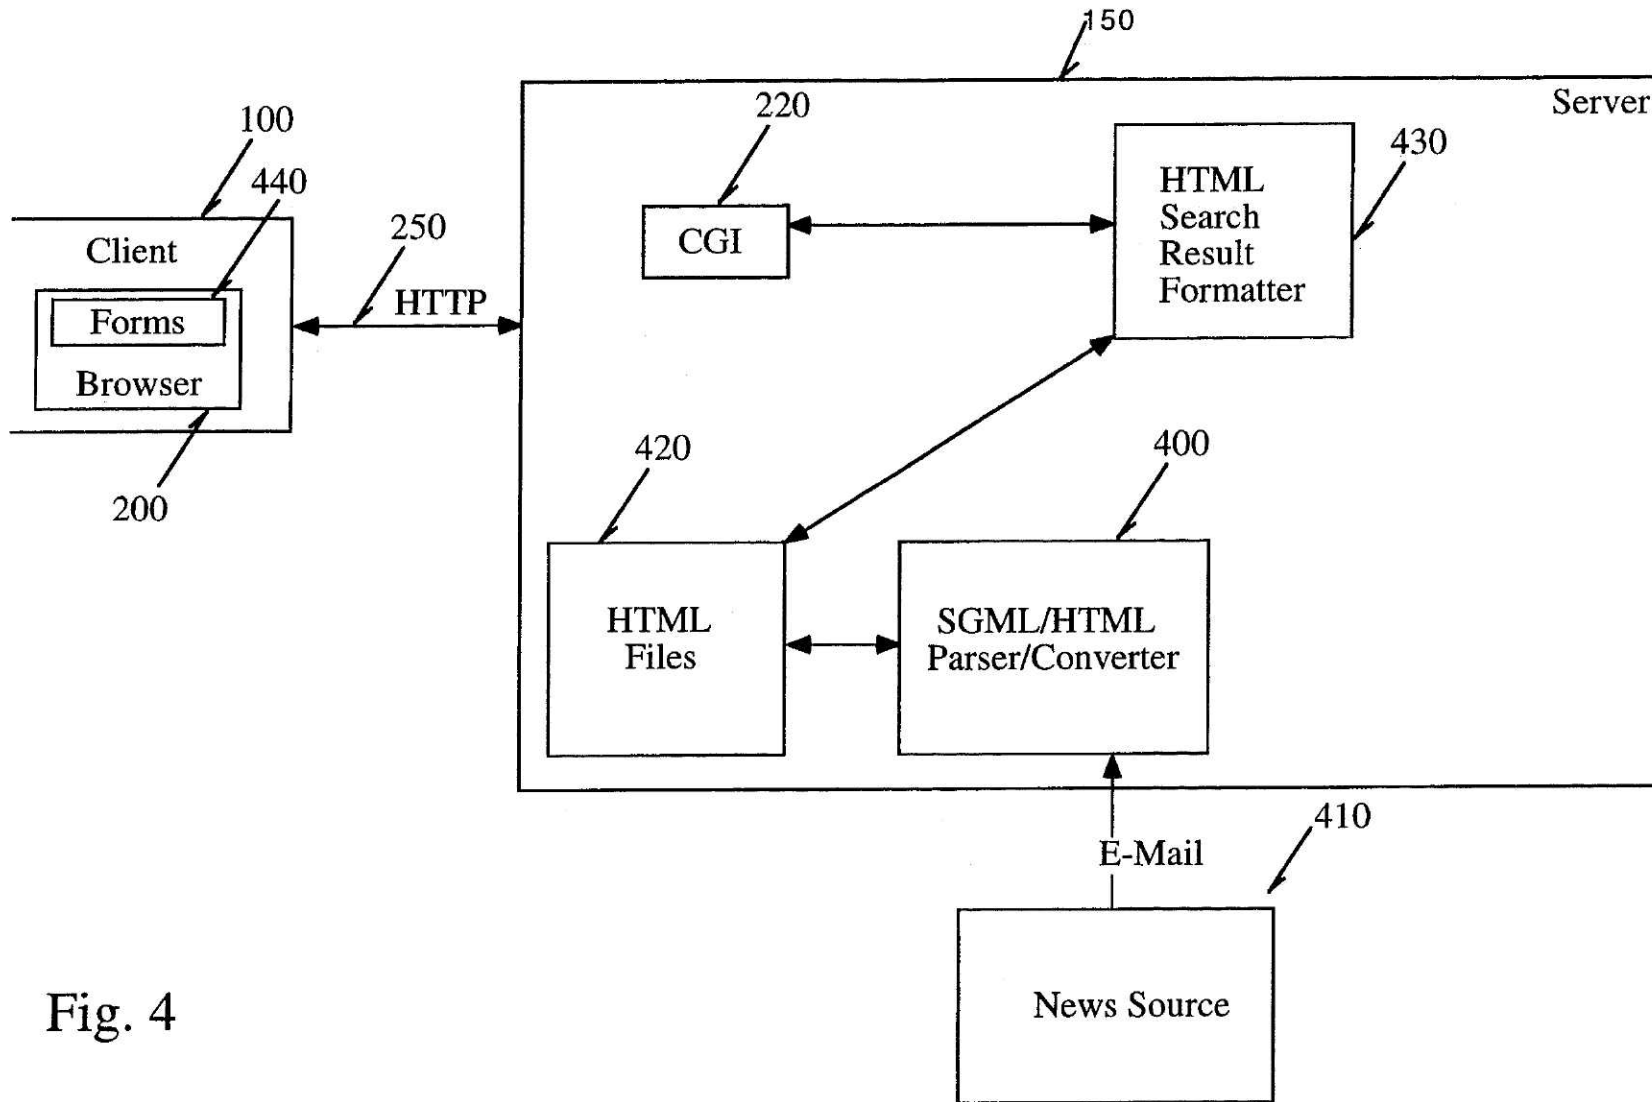 150
Server
100
220
430
440
HTML
Search
Result
Formatter
250
CGI
Client
HTTP
Forms
Browser
200
420
400
HTML
Files
SGML/HTML
Parser/Converter
410
E-Mail
News Source
Fig. 4